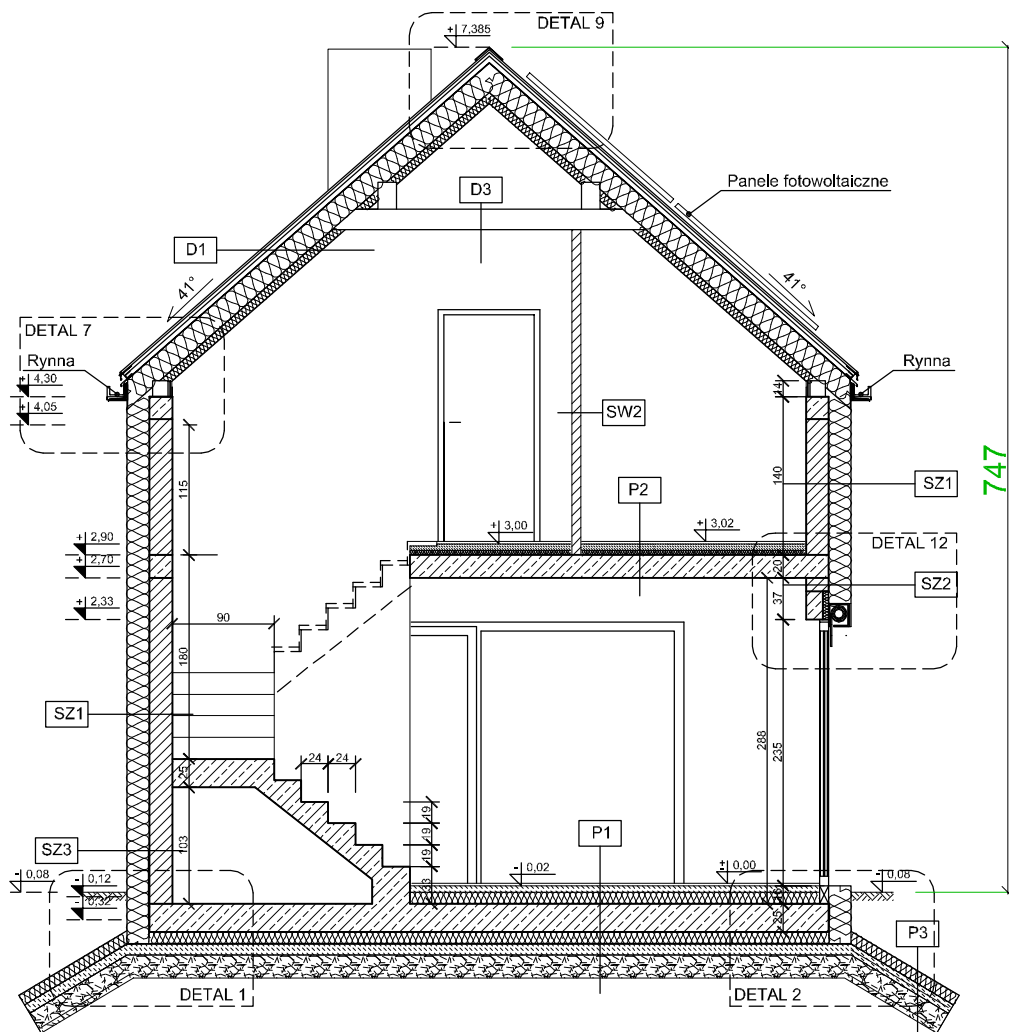 DETAL 9
+ 7,385
D3
Panele fotowoltaiczne
D1
41°
41°
DETAL 7
Rynna
Rynna
+ 4,30
+ 4,05
14
SW2
747
115
140
SZ1
P2
+ 3,00
+ 3,02
+ 2,90
+ 2,70
DETAL 12
20
SZ2
+ 2,33
37
90
180
SZ1
288
235
24
24
25
19
19
19
P1
SZ3
103
- 0,08
- 0,12
- 0,32
33
- 0,02
± 0,00
- 0,08
25
P3
DETAL 1
DETAL 2